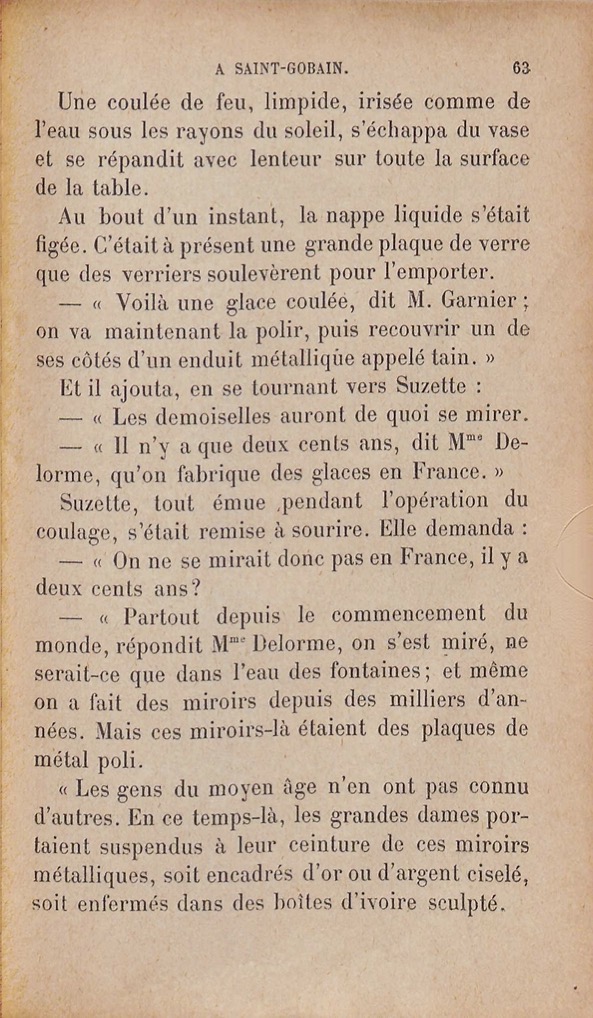 A SAINT-GOBAIN. 63
Une coulée de feu, limpide, irisée comme de
l'eau sous les rayons du soleil, s'échappa du vase
et se répandit avec lenteur sur toute la surface
de la table.
Au bout d'un instant, la nappe liquide s'était
figée. C'était à présent une grande plaque de verre
que des verriers soulevèrent pour l'emporter.
— « Voilà une glace coulée, dit M. Garnier ;
on va maintenant la polir, puis recouvrir un de
ses côtés d'un enduit métallique appelé tain. »
Et il ajouta, en se tournant vers Suzette :
— « Les demoiselles auront de quoi se mirer.
— « Il n'y a que deux cents ans, dit Mme De-
lorme, qu'on fabrique des glaces en France. »
Suzette, tout émue pendant l'opération du
coulage, s'était remise à sourire. Elle demanda :
— « On ne se mirait donc pas en France, il y a
deux cents ans?
— « Partout depuis le commencement du
monde, répondit Mme Delorme, on s'est miré, ne
serait-ce que dans l'eau des fontaines; et même
on a fait des miroirs depuis des milliers d'an-
nées. Mais ces miroirs-là étaient des plaques de
métal poli.
« Les gens du moyen âge n'en ont pas connu
d'autres. En ce temps-là, les grandes dames por-
taient suspendus à leur ceinture de ces miroirs
métalliques, soit encadrés d'or ou d'argent ciselé,
soit enfermés dans des boîtes d'ivoire sculpté.